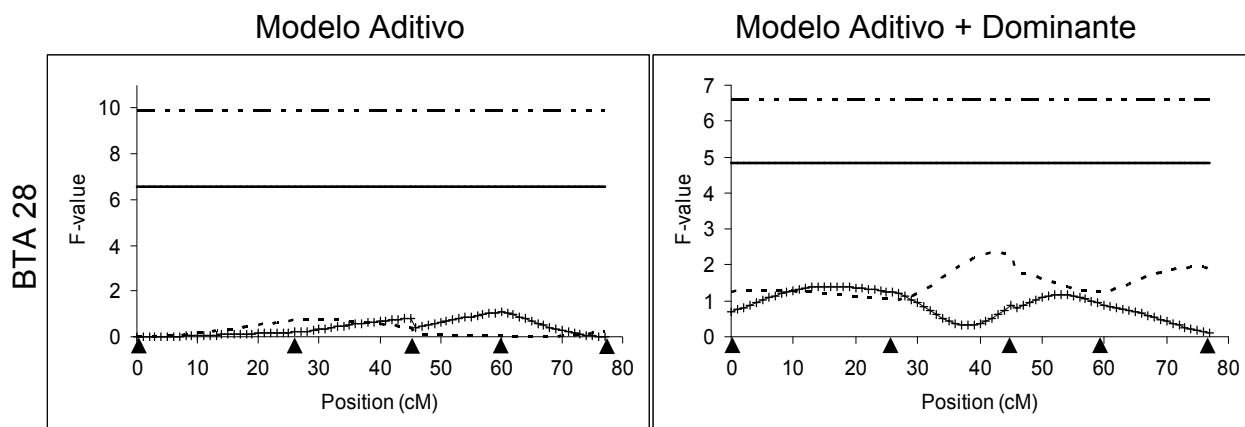 Modelo Aditivo
Modelo Aditivo + Dominante
BTA 28
F-value
10
8
6
4
2
0
0 10 20 30 40 50 60 70 80
Position (cM)
F-value
7
6
5
4
3
2
1
0
0 10 20 30 40 50 60 70 80
Position (cM)